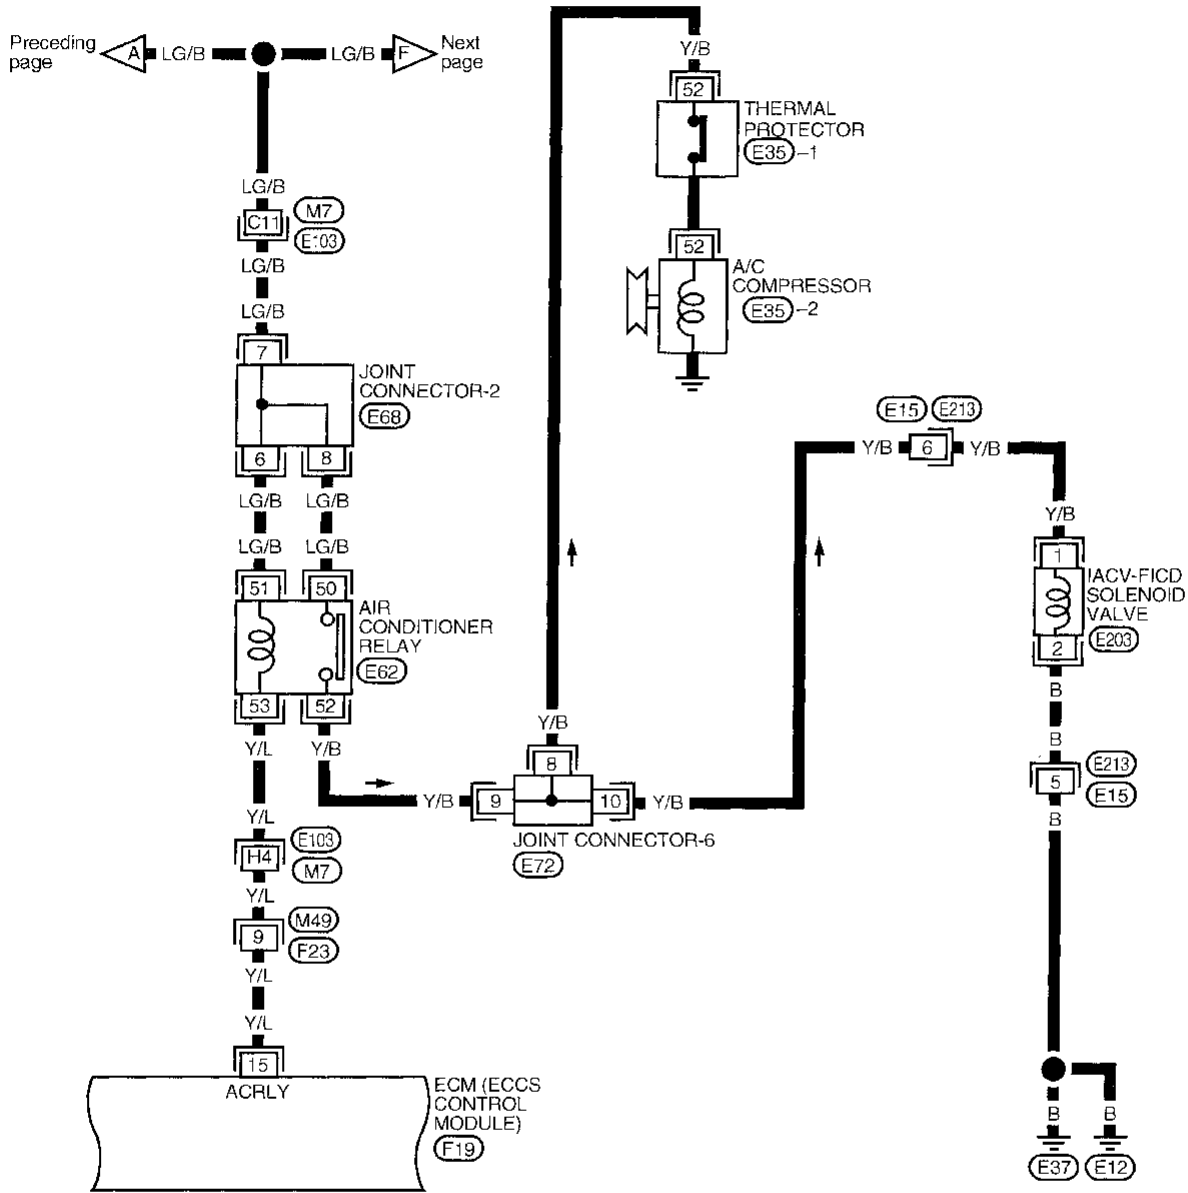 Preceding
page
A
LG/B
LG/B
F
Next
page
LG/B
C11
M7
E103
LG/B
LG/B
7
JOINT
CONNECTOR-2
E68
6
8
LG/B
LG/B
LG/B
LG/B
51
50
AIR
CONDITIONER
RELAY
E62
53
52
Y/L
Y/B
Y/L
H4
E103
M7
Y/L
9
M49
F23
Y/L
Y/L
15
ACRLY
ECM (ECCS
CONTROL
MODULE)
F19
Y/B
52
THERMAL
PROTECTOR
E35 -1
52
A/C
COMPRESSOR
E35 -2
Y/B
8
Y/B
9
10
Y/B
JOINT CONNECTOR-6
E72
E15
E213
Y/B
6
Y/B
Y/B
1
IACV-FICD
SOLENOID
VALVE
E203
2
B
B
5
E213
E15
B
B
B
E37
E12